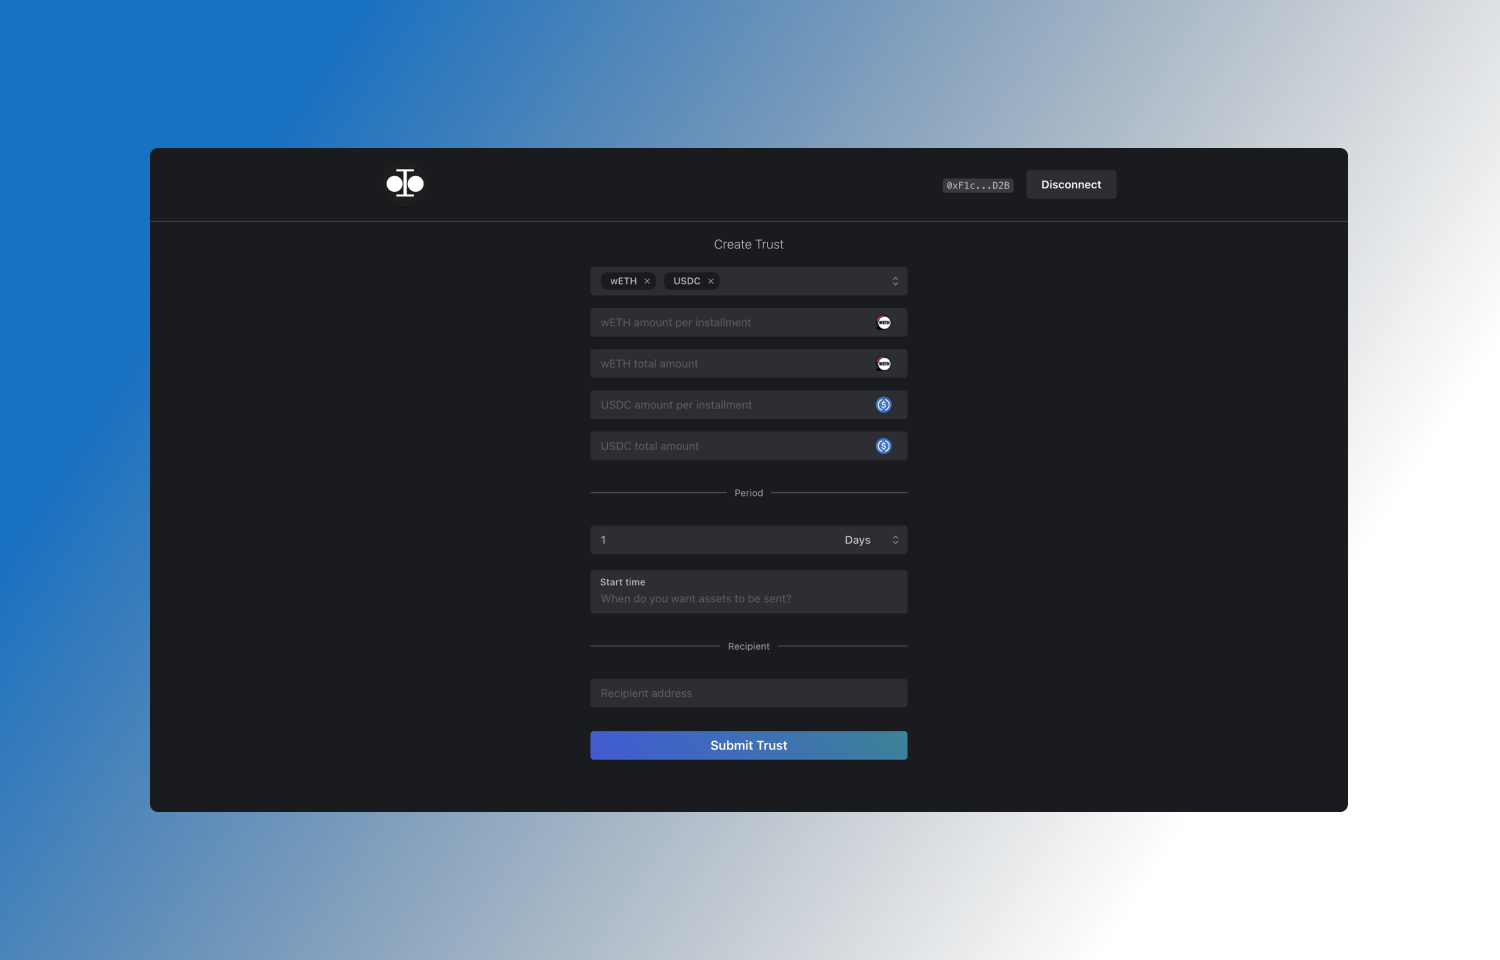 0xF1c...D2B
Disconnect
Create Trust
wETH × USDC ×
wETH amount per installment
WETH
wETH total amount
WETH
USDC amount per installment
USDC total amount
Period
1 Days
Start time
When do you want assets to be sent?
Recipient
Recipient address
Submit Trust